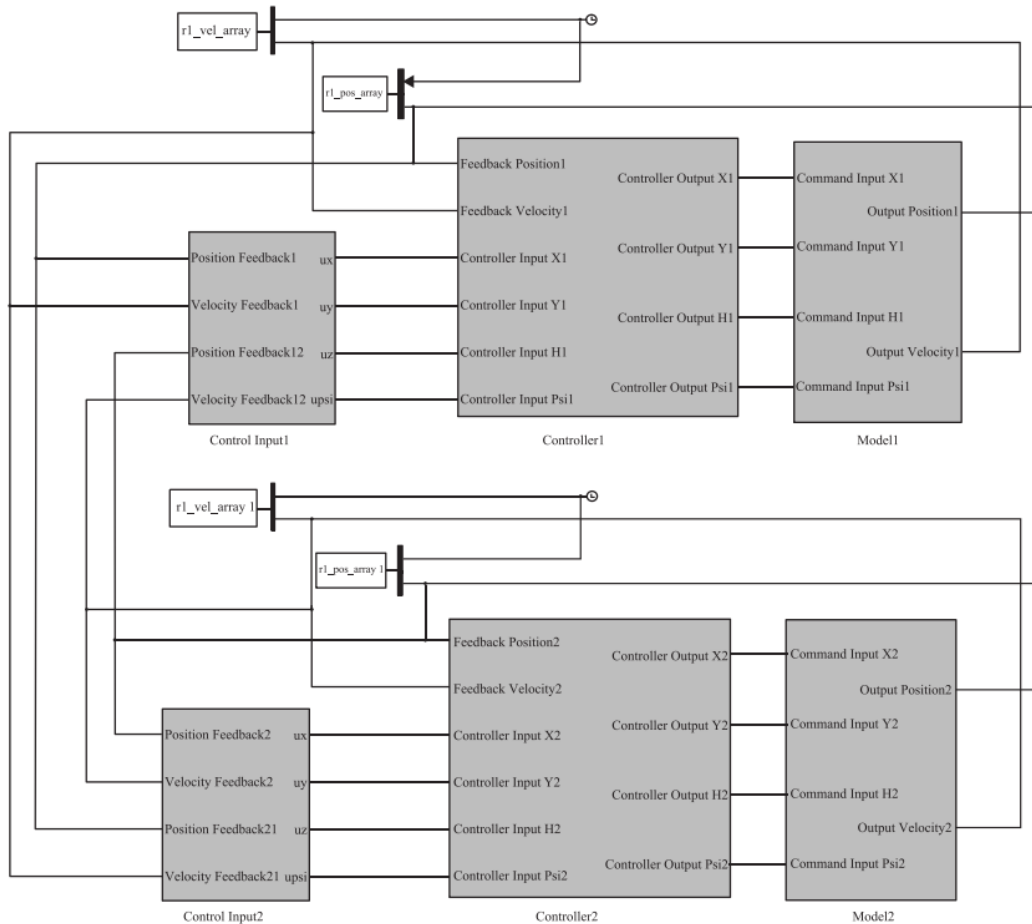 r1_vel_array
r1_pos_array
Feedback Position1
Feedback Velocity1
Controller Input X1
Controller Input Y1
Controller Input H1
Controller Input Psi1
Controller Output X1
Controller Output Y1
Controller Output H1
Controller Output Psi1
Command Input X1
Output Position1
Command Input Y1
Command Input H1
Output Velocity1
Command Input Psi1
Position Feedback1
ux
Velocity Feedback1
uy
Position Feedback12
uz
Velocity Feedback12
upsi
Control Input1
Controller1
Model1
r1_vel_array 1
r1_pos_array 1
Feedback Position2
Feedback Velocity2
Controller Input X2
Controller Input Y2
Controller Input H2
Controller Input Psi2
Controller Output X2
Controller Output Y2
Controller Output H2
Controller Output Psi2
Command Input X2
Output Position2
Command Input Y2
Command Input H2
Output Velocity2
Command Input Psi2
Position Feedback2
ux
Velocity Feedback2
uy
Position Feedback21
uz
Velocity Feedback21
upsi
Control Input2
Controller2
Model2